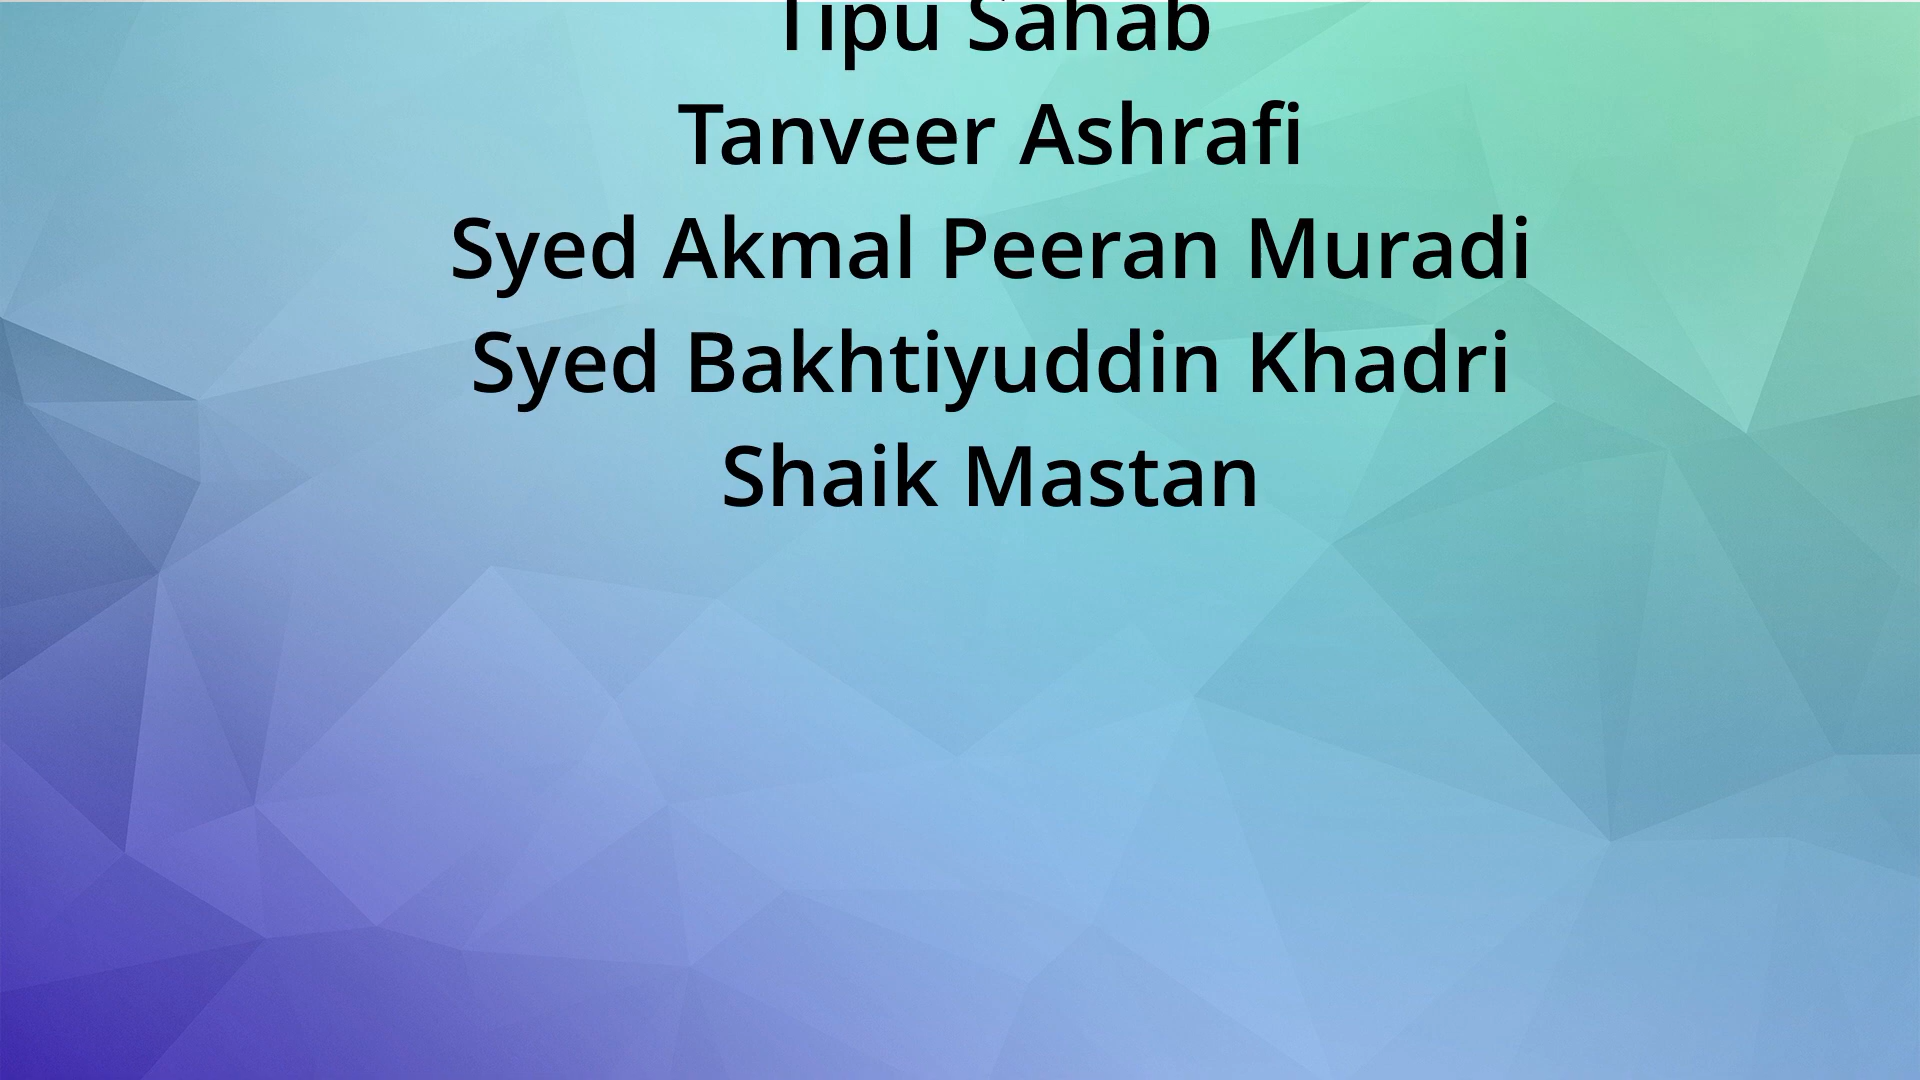 Tipu Sahab
Tanveer Ashrafi
Syed Akmal Peeran Muradi
Syed Bakhtiyuddin Khadri
Shaik Mastan